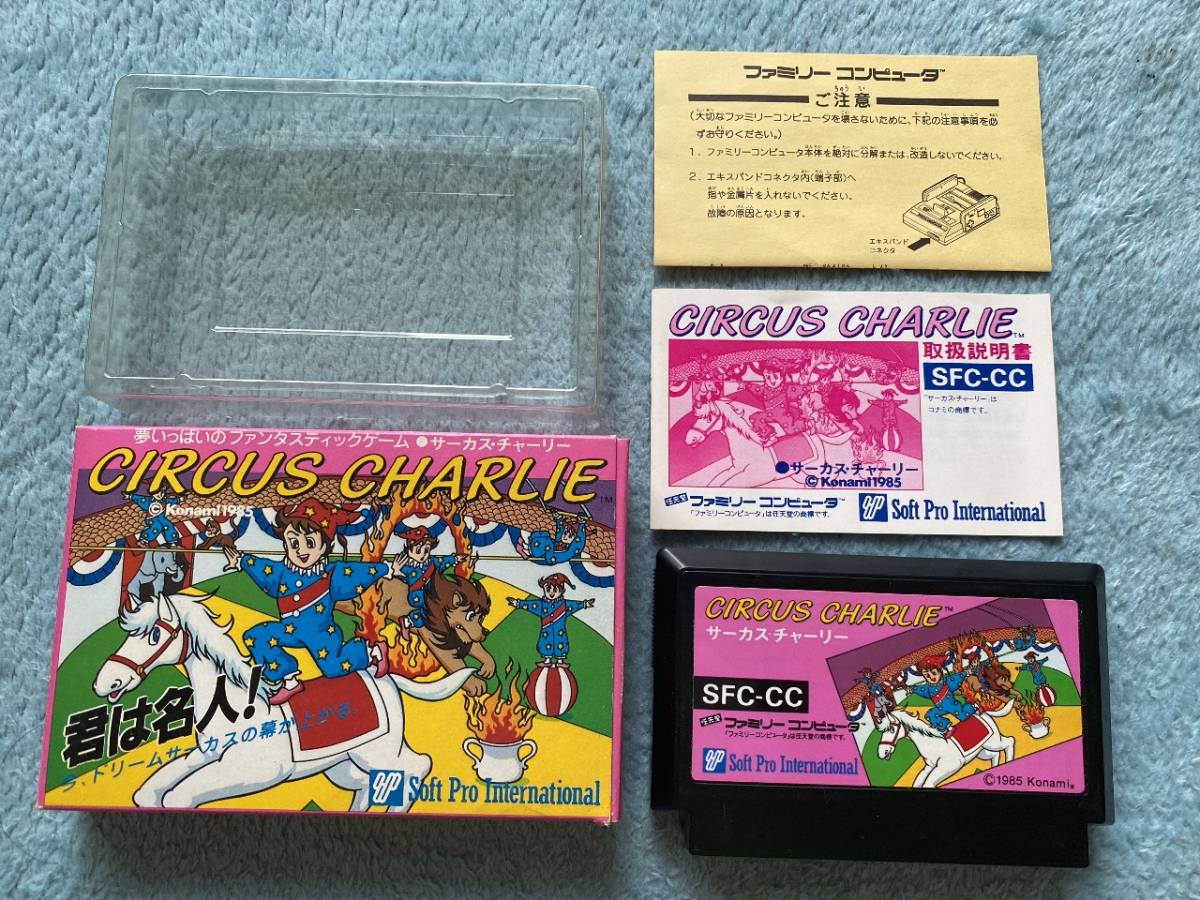 ファミリー コンピュータ™
ご注意
(大切なファミリーコンピュータを壊さないために、下記の注意事項を必
ずお守りください。)
1. ファミリーコンピュータ本体を絶対に分解または、改造しないでください。
2. エキスパンドコネクタ内(端子部)へ
指や金属片を入れないでください。
故障の原因となります。
エキスパンド
コネクタ
CIRCUS CHARLIE™
取扱説明書
SFC-CC
「サーカス・チャーリー」は
コナミの商標です。
●サーカス・チャーリー
©Konami1985
任天堂 ファミリー コンピュータ™
「ファミリーコンピュータ」は任天堂の商標です。
Soft Pro International
夢いっぱいのファンタスティックゲーム ●サーカス・チャーリー
CIRCUS CHARLIE™
©Konami1985
君は名人!
ドリームサーカスの幕が上がる。
Soft Pro International
CIRCUS CHARLIE™
サーカス・チャーリー
SFC-CC
任天堂 ファミリー コンピュータ™
「ファミリーコンピュータ」は任天堂の商標です。
Soft Pro International
©1985 Konami